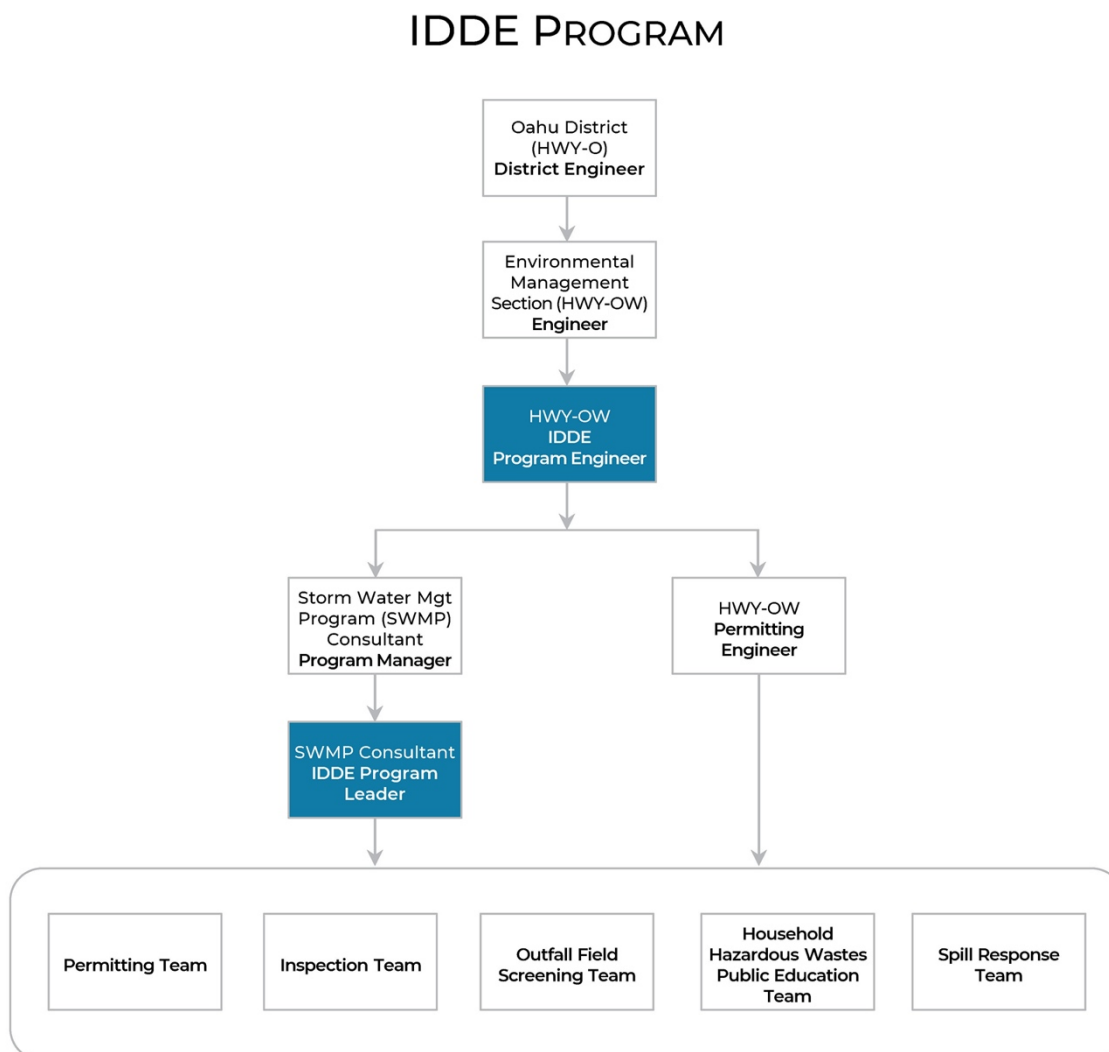 IDDE PROGRAM
Oahu District
(HWY-O)
District Engineer
Environmental
Management
Section (HWY-OW)
Engineer
HWY-OW
IDDE
Program Engineer
Storm Water Mgt
Program (SWMP)
Consultant
Program Manager
HWY-OW
Permitting
Engineer
SWMP Consultant
IDDE Program
Leader
Permitting Team
Inspection Team
Outfall Field
Screening Team
Household
Hazardous Wastes
Public Education
Team
Spill Response
Team